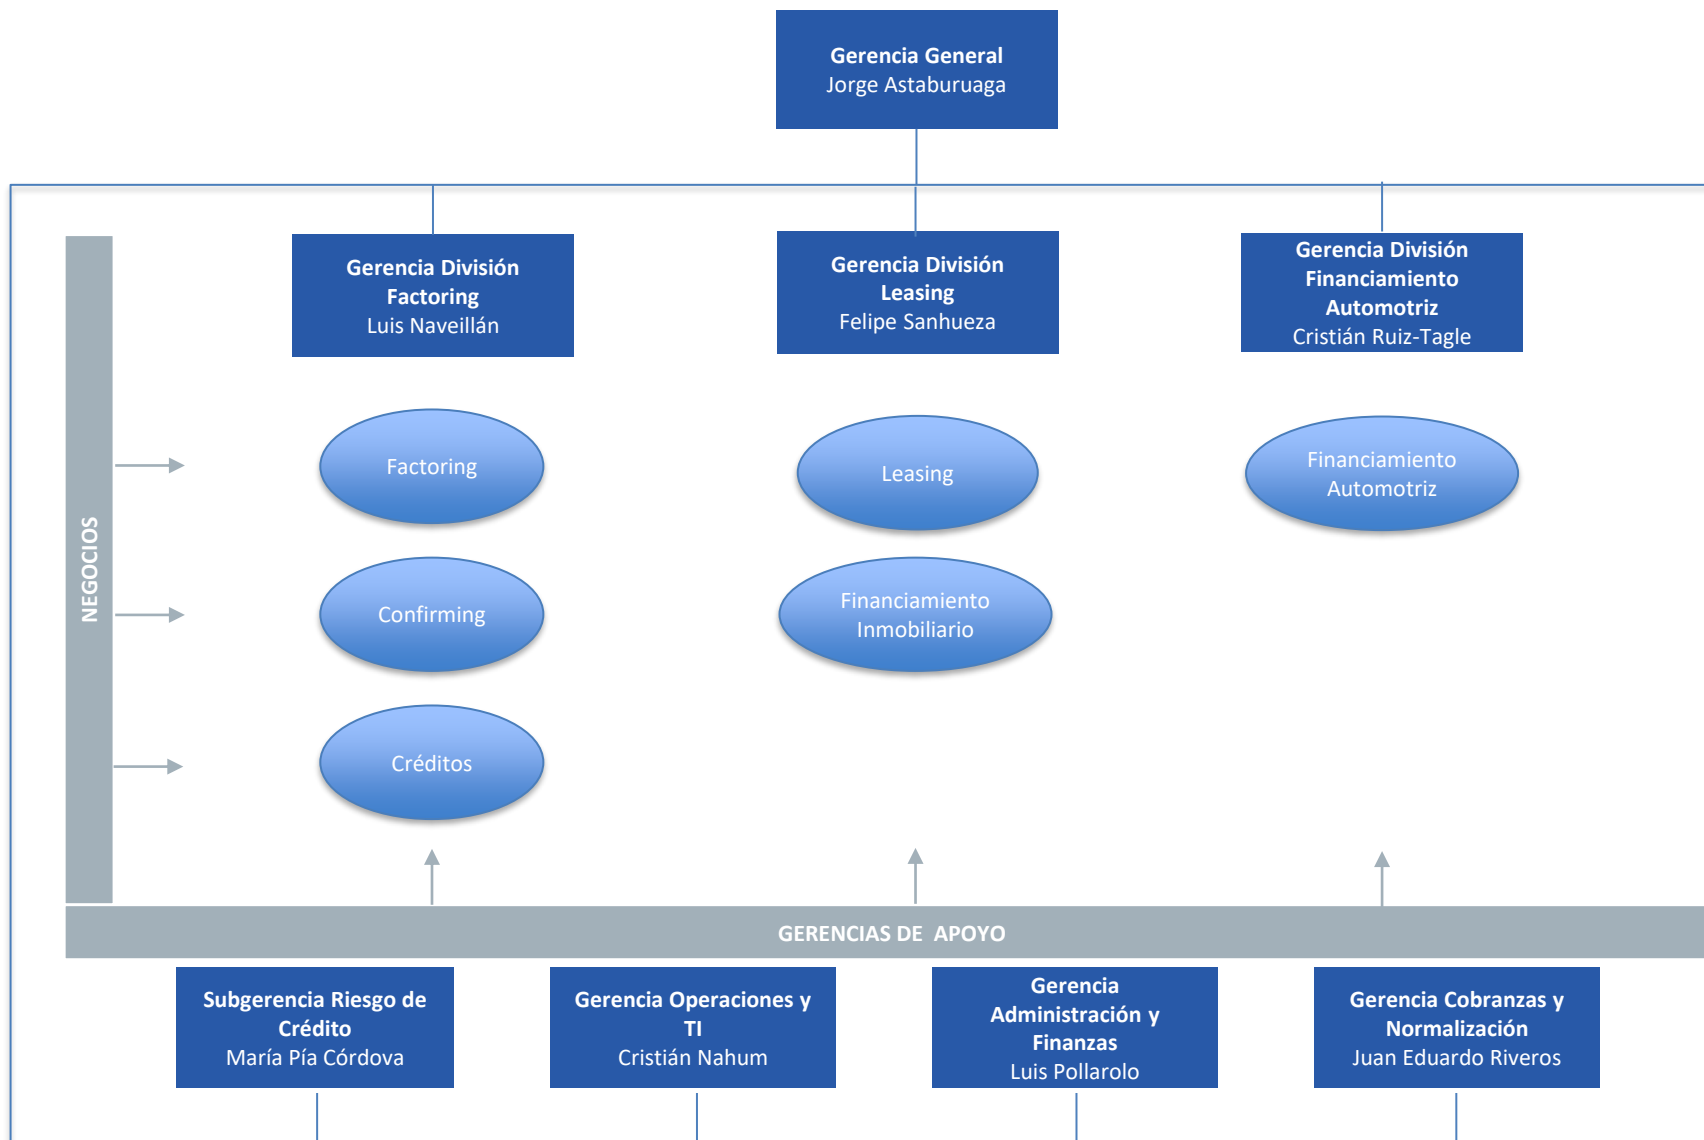 Gerencia General
Jorge Astaburuaga
Gerencia División
Factoring
Luis Naveillán
Gerencia División
Leasing
Felipe Sanhueza
Gerencia División
Financiamiento
Automotriz
Cristián Ruiz-Tagle
NEGOCIOS
Factoring
Leasing
Financiamiento
Automotriz
Confirming
Financiamiento
Inmobiliario
Créditos
GERENCIAS DE APOYO
Subgerencia Riesgo de
Crédito
María Pía Córdova
Gerencia Operaciones y
TI
Cristián Nahum
Gerencia
Administración y
Finanzas
Luis Pollarolo
Gerencia Cobranzas y
Normalización
Juan Eduardo Riveros